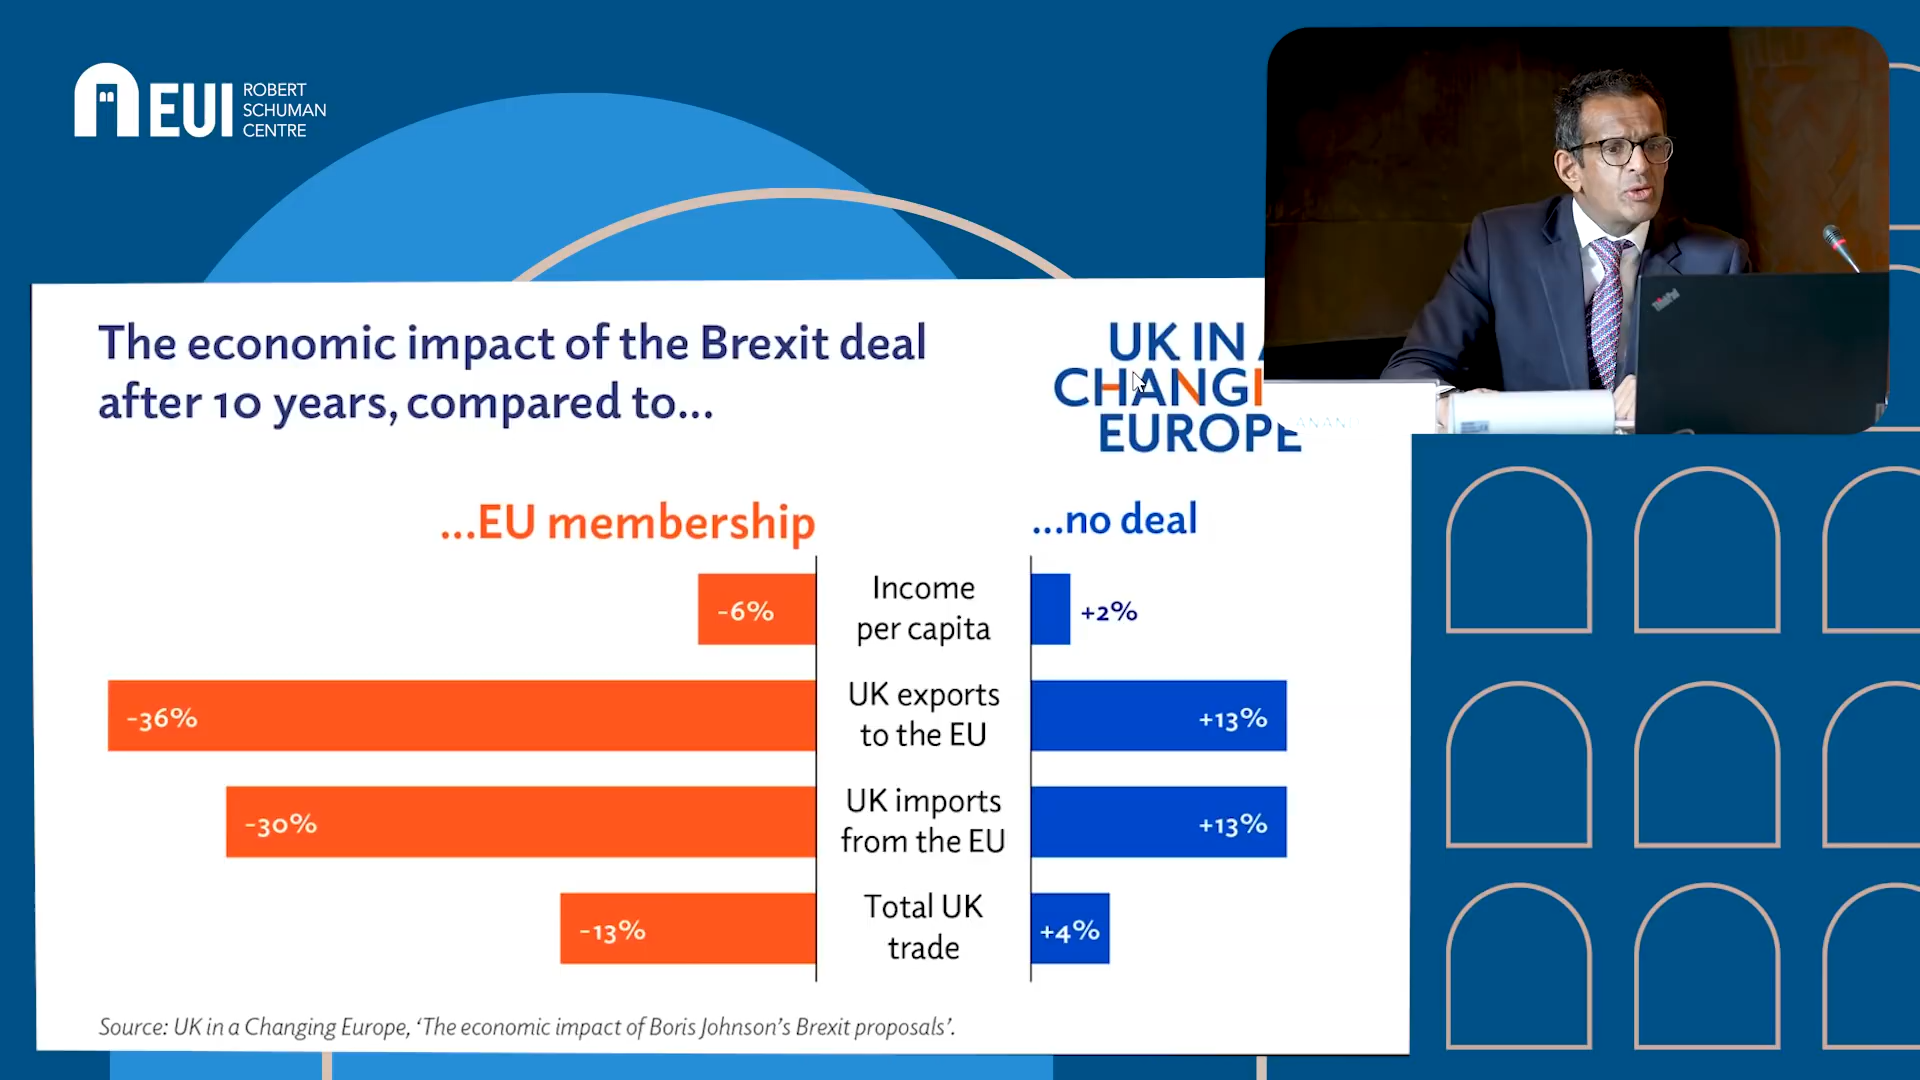 EUI
ROBERT
SCHUMAN
CENTRE
ThinkPad
The economic impact of the Brexit deal
after 10 years, compared to...
UK IN
CHANGI
EUROPE
...EU membership
...no deal
-6%
Income
per capita
+2%
-36%
UK exports
to the EU
+13%
-30%
UK imports
from the EU
+13%
-13%
Total UK
trade
+4%
Source: UK in a Changing Europe, ‘The economic impact of Boris Johnson’s Brexit proposals’.